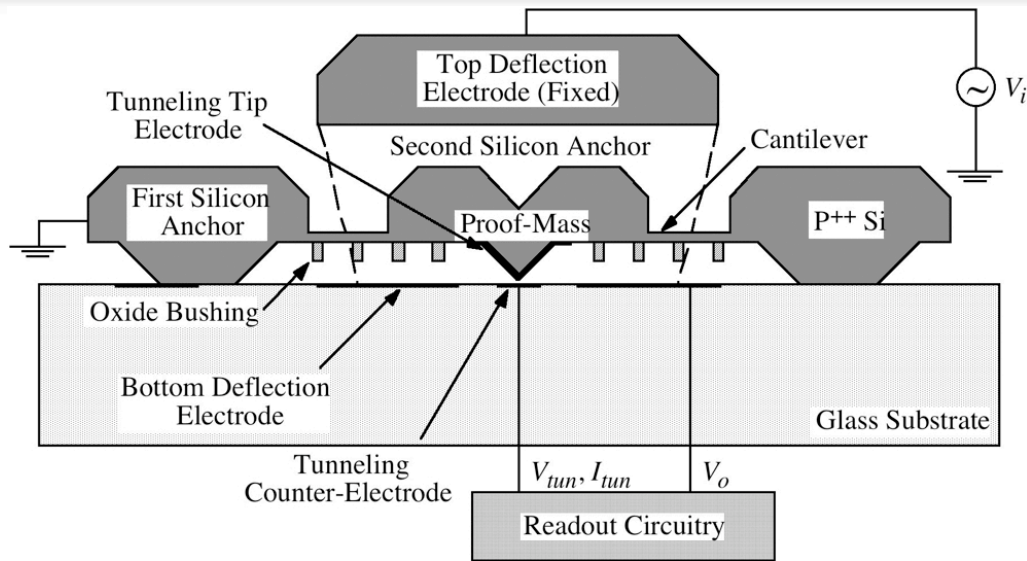 Top Deflection
Electrode (Fixed)
V_i
Tunneling Tip
Electrode
Second Silicon Anchor
Cantilever
First Silicon
Anchor
Proof-Mass
P++ Si
Oxide Bushing
Bottom Deflection
Electrode
Glass Substrate
Tunneling
Counter-Electrode
V_tun, I_tun
V_o
Readout Circuitry